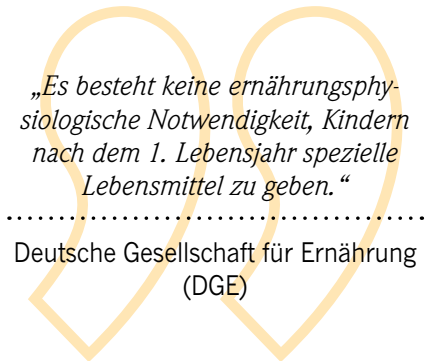 „Es besteht keine ernährungsphy-
siologische Notwendigkeit, Kindern
nach dem 1. Lebensjahr spezielle
Lebensmittel zu geben.“
Deutsche Gesellschaft für Ernährung
(DGE)